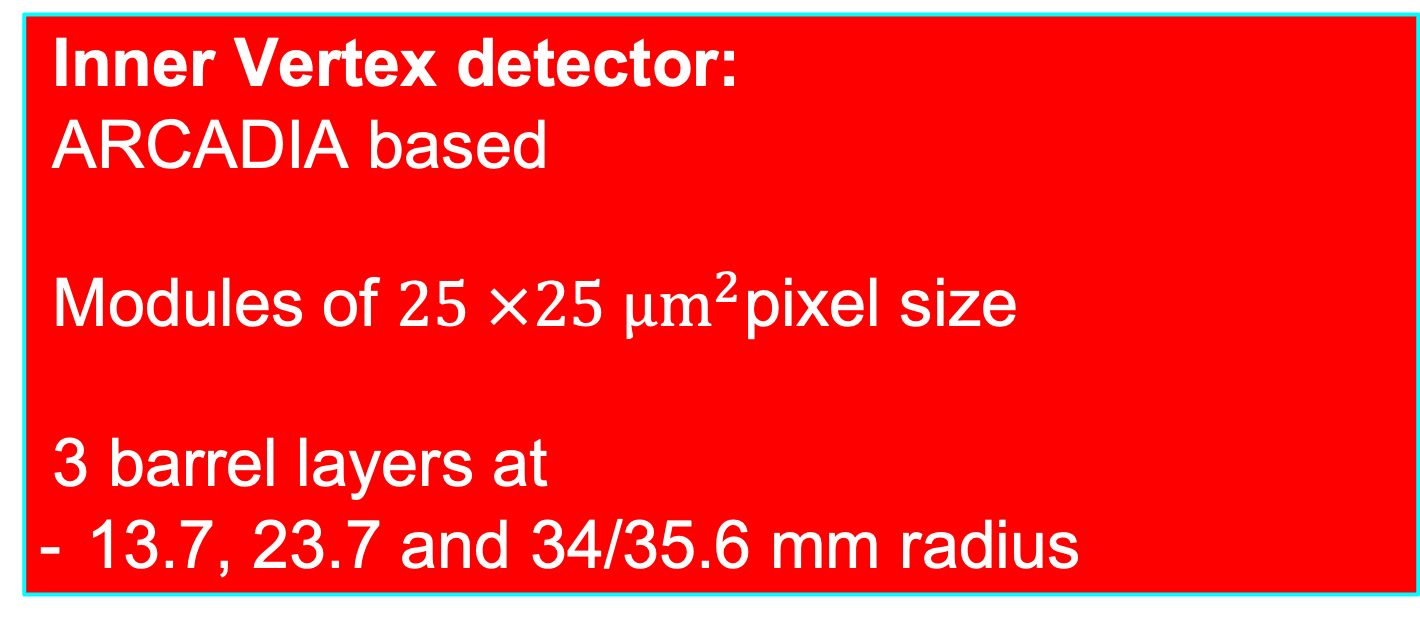 Inner Vertex detector:
ARCADIA based
Modules of 25 ×25 μm²pixel size
3 barrel layers at
- 13.7, 23.7 and 34/35.6 mm radius